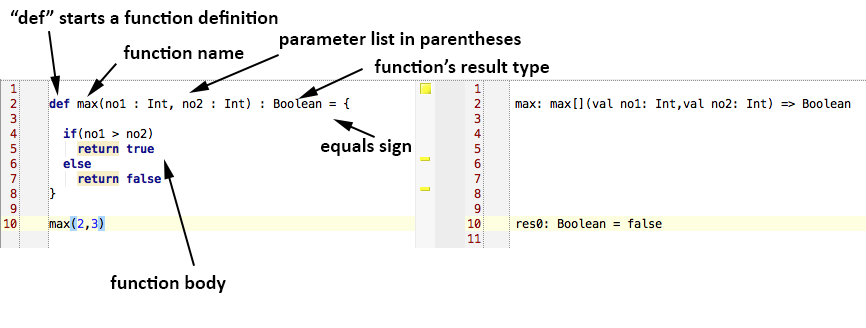 “def” starts a function definition
function name
parameter list in parentheses
function’s result type
1
2 def max(no1 : Int, no2 : Int) : Boolean = {
3
4 if(no1 > no2)
5 return true
6 else
7 return false
8 }
9
10 max(2,3)
equals sign
function body
1
2 max: max[](val no1: Int,val no2: Int) => Boolean
3
4
5
6
7
8
9
10 res0: Boolean = false
11